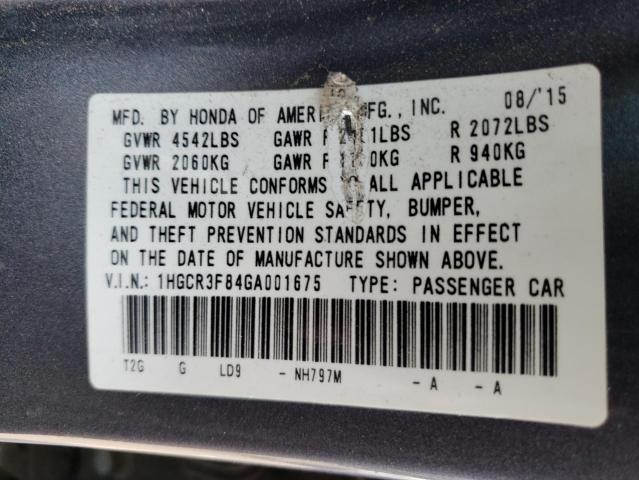 MFD. BY HONDA OF MFG., INC. 08/'15
GVWR 4542LBS GAWR F R 2072LBS
GVWR 2060KG GAWR F R 940KG
THIS VEHICLE CONFORMS TO ALL APPLICABLE
FEDERAL MOTOR VEHICLE SAFETY, BUMPER,
AND THEFT PREVENTION STANDARDS IN EFFECT
ON THE DATE OF MANUFACTURE SHOWN ABOVE.
V.I.N.: 1HGCR3F84GA001675 TYPE: PASSENGER CAR
T2G G LD9 - NH797M - A - A